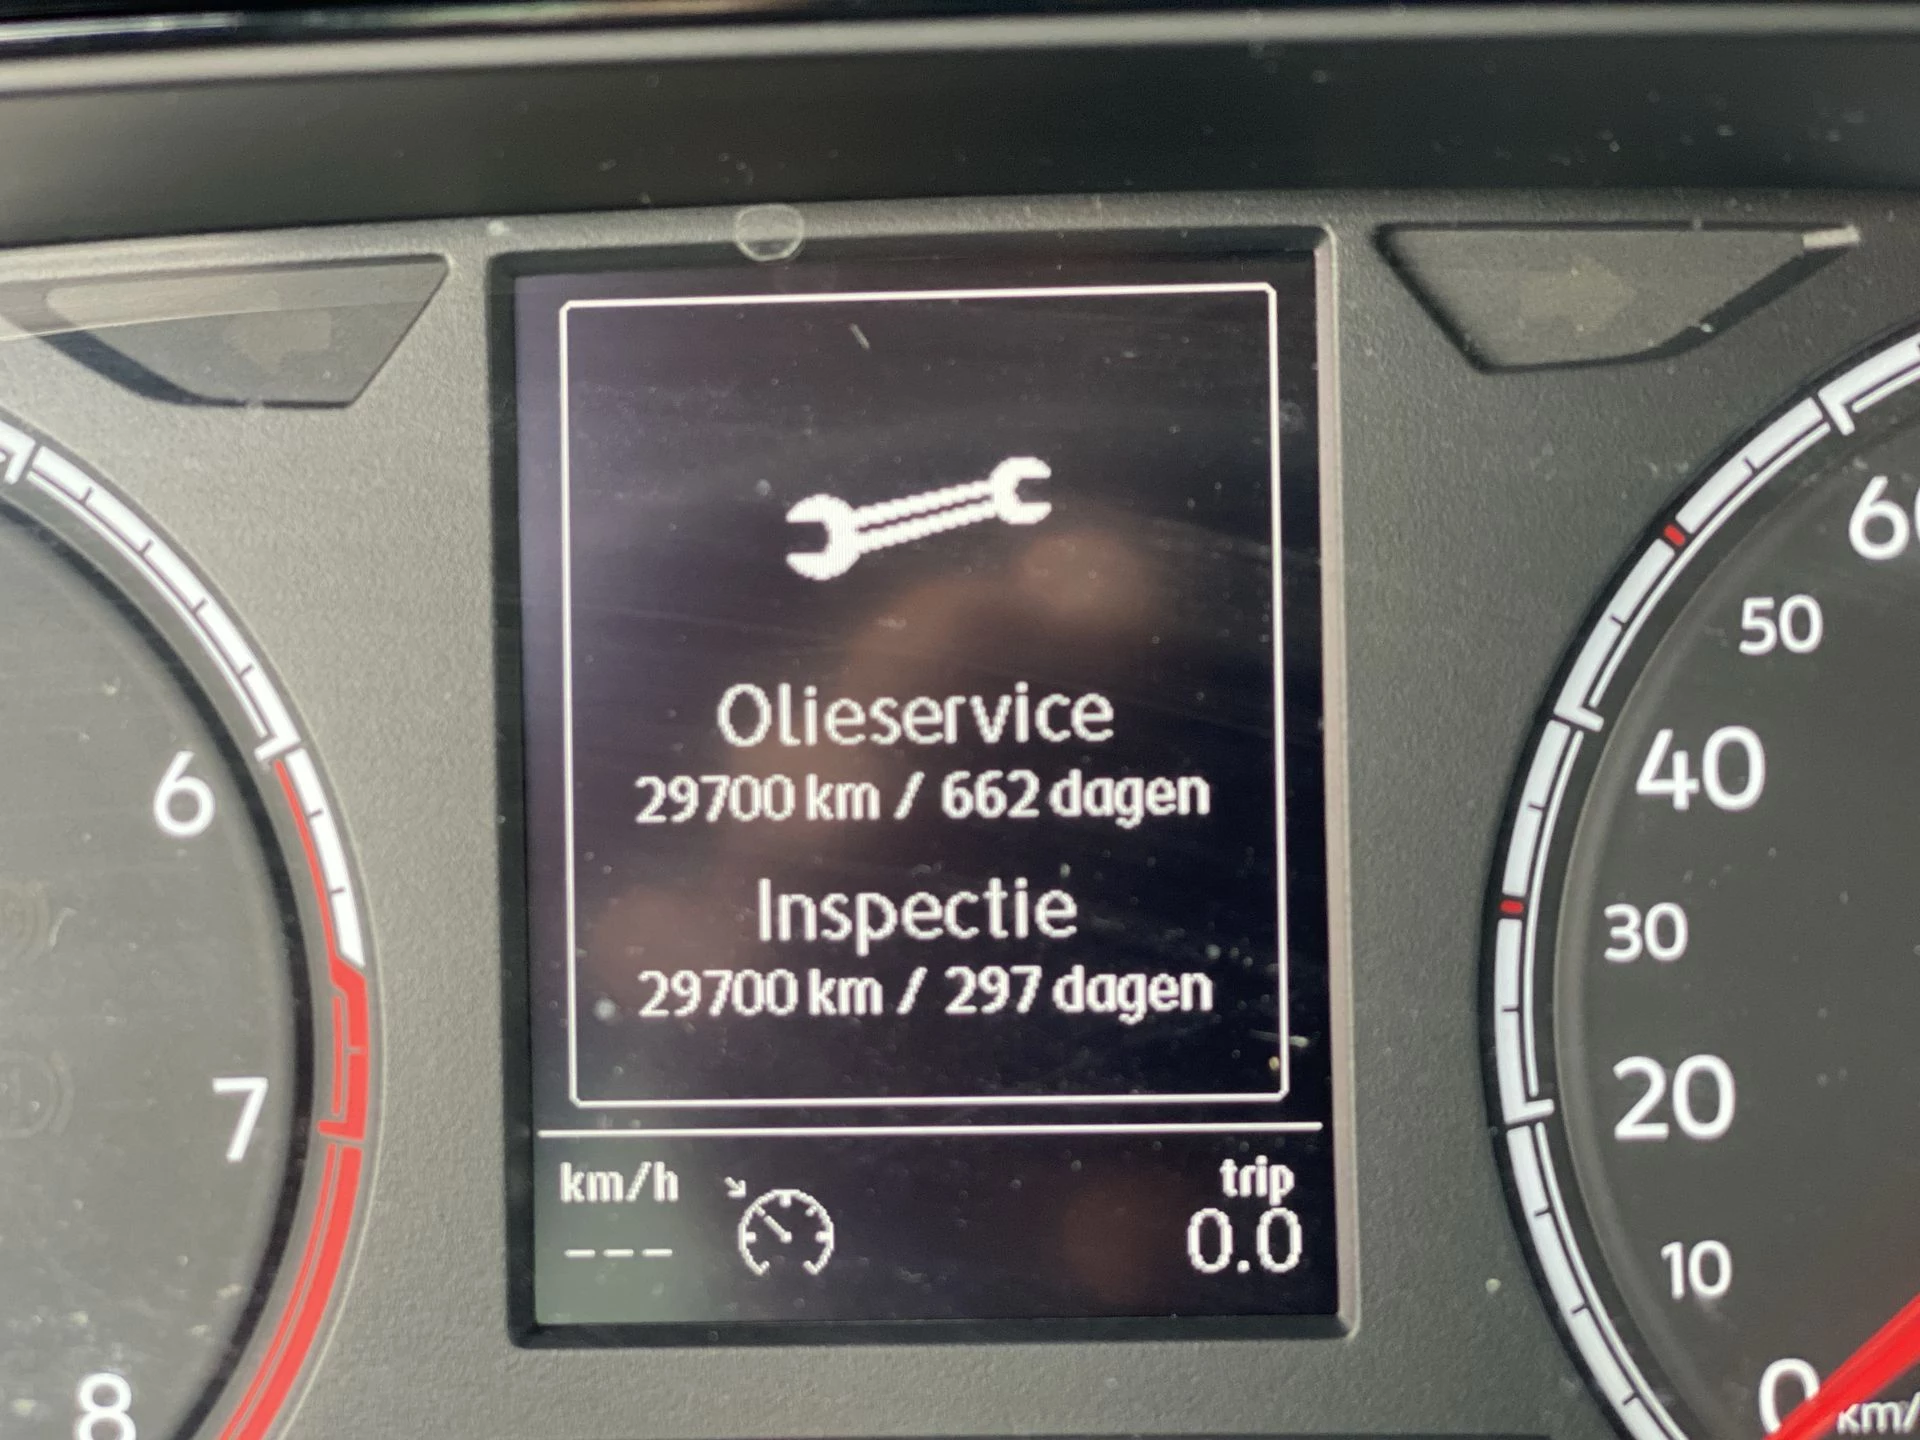 Olieservice
29700 km / 662 dagen
Inspectie
29700 km / 297 dagen
km/h
---
trip
0.0
6
7
8
50
40
30
20
10
0
km/